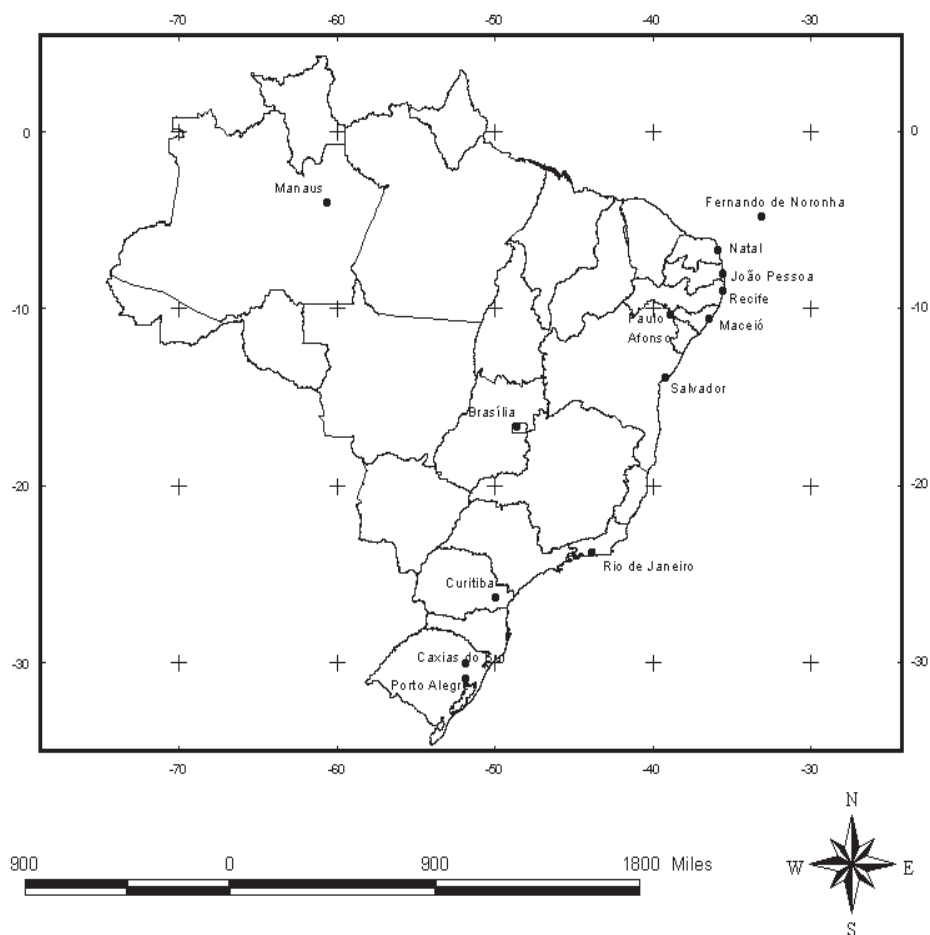 -70 -60 -50 -40 -30
0 0
Manaus
Fernando de Noronha
Natal
João Pessoa
Recife
-10 -10
Paulo
Afonso
Maceió
Salvador
Brasília
-20 -20
Rio de Janeiro
Curitiba
Caxias do Sul
-30 -30
Porto Alegre
-70 -60 -50 -40 -30
N
W E
S
900 0 900 1800 Miles